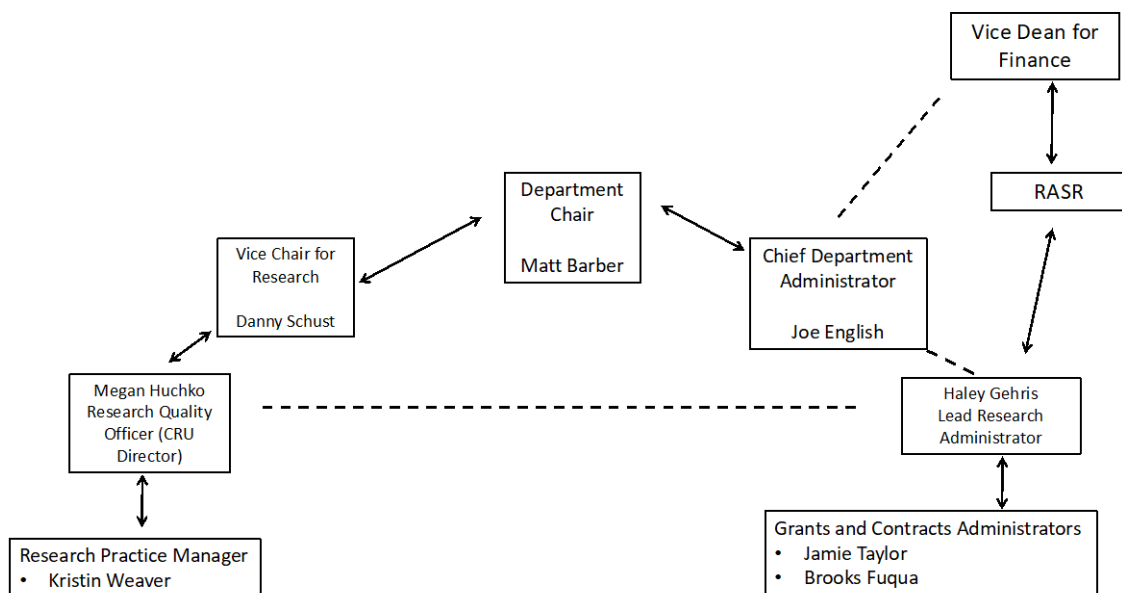 Vice Dean for
Finance
RASR
Department
Chair
Matt Barber
Vice Chair for
Research
Danny Schust
Chief Department
Administrator
Joe English
Megan Huchko
Research Quality
Officer (CRU
Director)
Haley Gehris
Lead Research
Administrator
Research Practice Manager
• Kristin Weaver
Grants and Contracts Administrators
• Jamie Taylor
• Brooks Fuqua